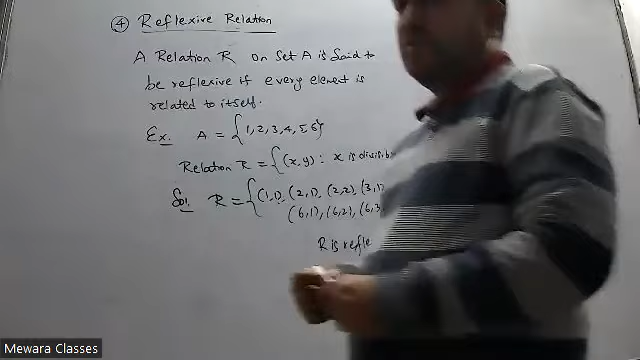 ④ Reflexive Relation
A Relation R on Set A is Said to
be reflexive if every element is
related to itself.
Ex. A = {1,2,3,4,5,6}
Relation R = {(x,y): x is
Sol. R = {(1,1), (2,1), (2,2), (3,1)
(6,1), (6,2), (6,3
R is
Mewara Classes